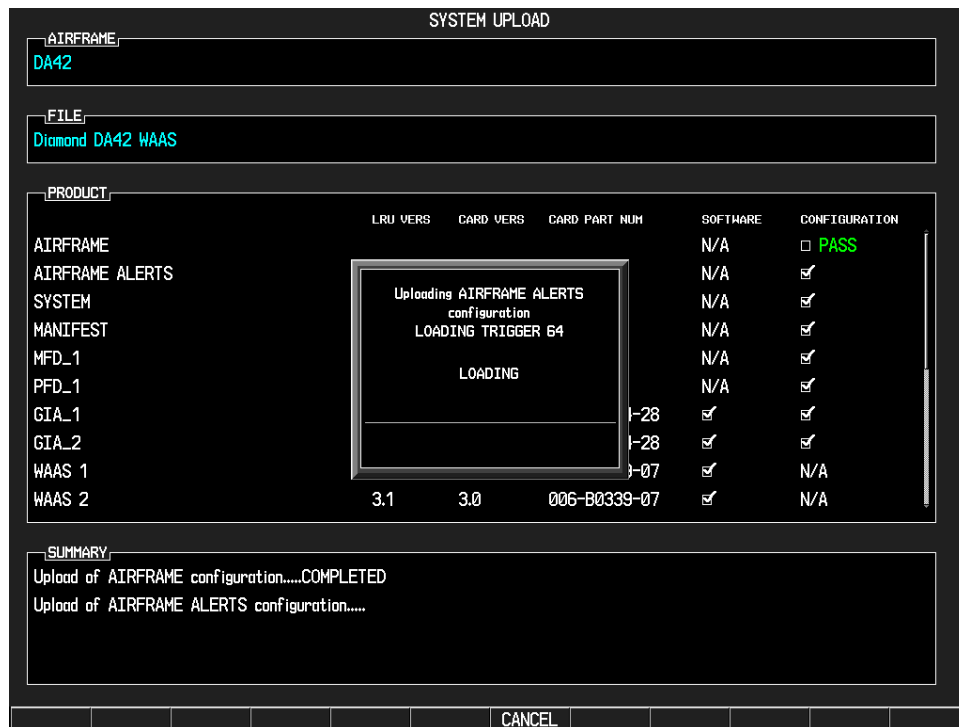 SYSTEM UPLOAD
AIRFRAME
DA42
FILE
Diamond DA42 WAAS
PRODUCT
LRU VERS CARD VERS CARD PART NUM SOFTWARE CONFIGURATION
AIRFRAME N/A PASS
AIRFRAME ALERTS N/A
SYSTEM N/A
MANIFEST N/A
MFD_1 N/A
PFD_1 N/A
GIA_1 -28
GIA_2 -28
WAAS 1 -07 N/A
WAAS 2 3.1 3.0 006-B0339-07 N/A
Uploading AIRFRAME ALERTS
configuration
LOADING TRIGGER 64
LOADING
SUMMARY
Upload of AIRFRAME configuration.....COMPLETED
Upload of AIRFRAME ALERTS configuration.....
CANCEL